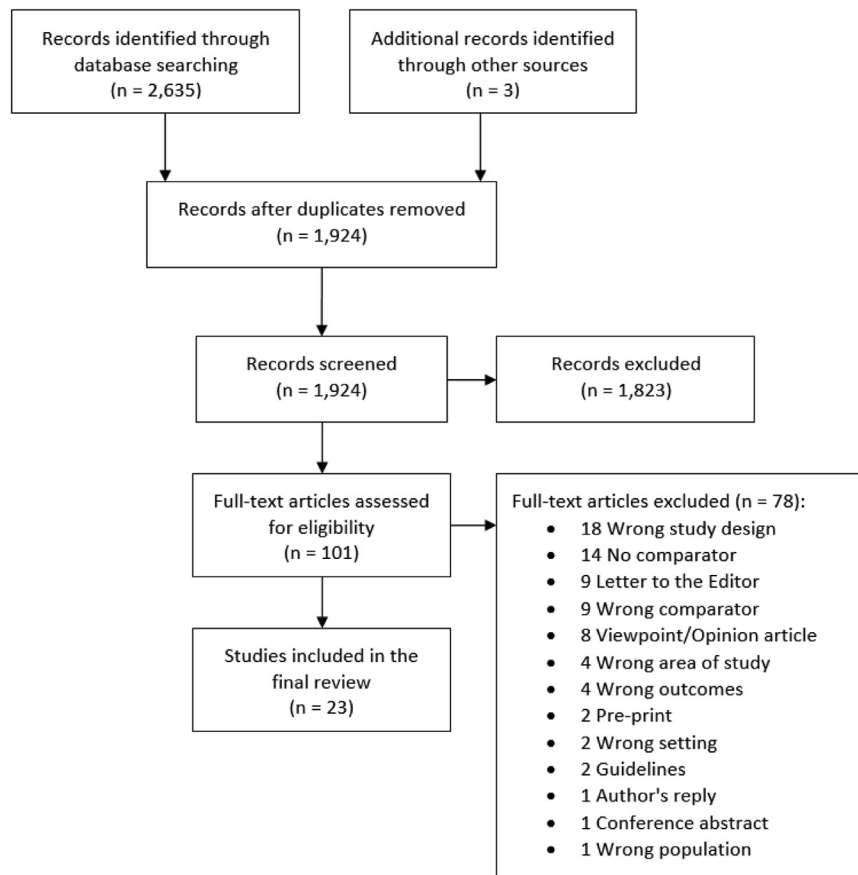 Records identified through
database searching
(n = 2,635)
Additional records identified
through other sources
(n = 3)
Records after duplicates removed
(n = 1,924)
Records screened
(n = 1,924)
Records excluded
(n = 1,823)
Full-text articles assessed
for eligibility
(n = 101)
Full-text articles excluded (n = 78):
• 18 Wrong study design
• 14 No comparator
• 9 Letter to the Editor
• 9 Wrong comparator
• 8 Viewpoint/Opinion article
• 4 Wrong area of study
• 4 Wrong outcomes
• 2 Pre-print
• 2 Wrong setting
• 2 Guidelines
• 1 Author's reply
• 1 Conference abstract
• 1 Wrong population
Studies included in the
final review
(n = 23)